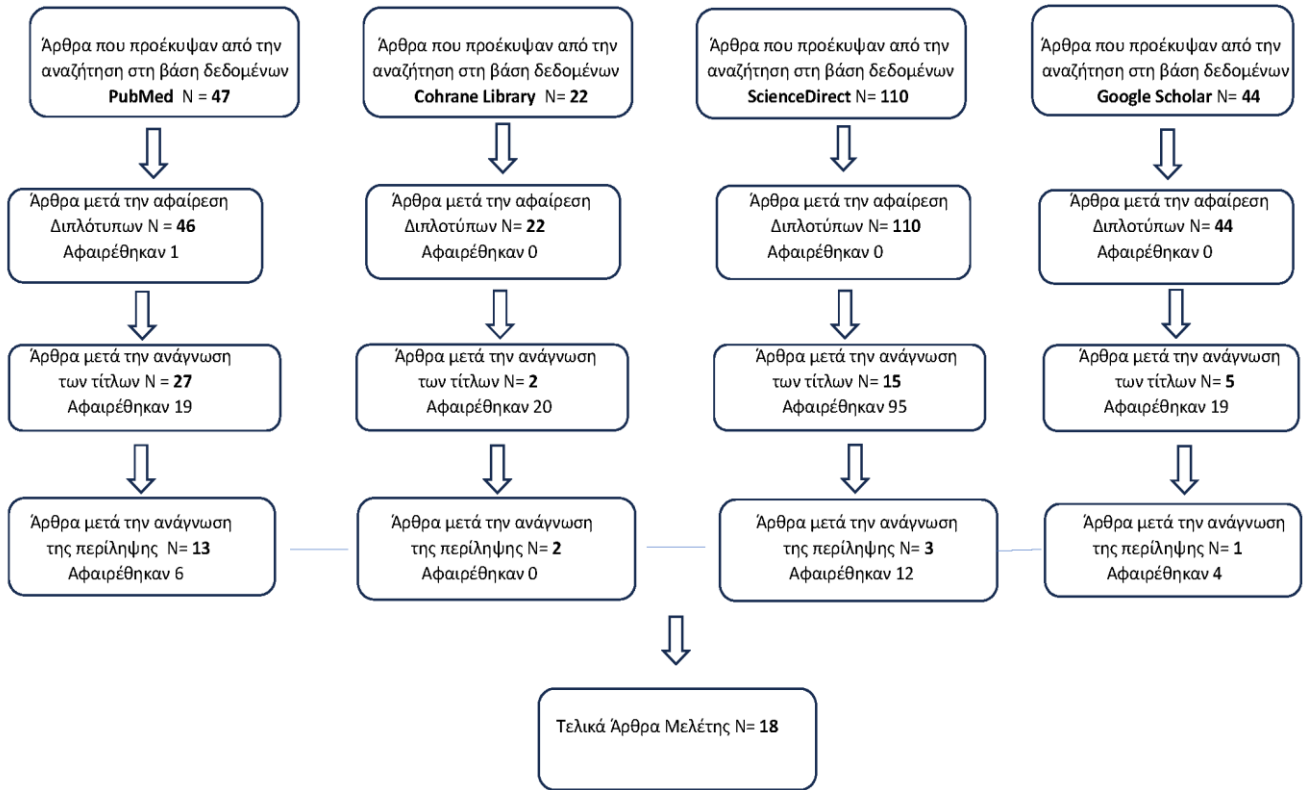 Άρθρα που προέκυψαν από την
αναζήτηση στη βάση δεδομένων
PubMed N = 47
Άρθρα που προέκυψαν από την
αναζήτηση στη βάση δεδομένων
Cohrane Library N= 22
Άρθρα που προέκυψαν από την
αναζήτηση στη βάση δεδομένων
ScienceDirect N= 110
Άρθρα που προέκυψαν από την
αναζήτηση στη βάση δεδομένων
Google Scholar N= 44
Άρθρα μετά την αφαίρεση
Διπλότυπων N = 46
Αφαιρέθηκαν 1
Άρθρα μετά την αφαίρεση
Διπλοτύπων N= 22
Αφαιρέθηκαν 0
Άρθρα μετά την αφαίρεση
Διπλοτύπων N= 110
Αφαιρέθηκαν 0
Άρθρα μετά την αφαίρεση
Διπλοτύπων N= 44
Αφαιρέθηκαν 0
Άρθρα μετά την ανάγνωση
των τίτλων N = 27
Αφαιρέθηκαν 19
Άρθρα μετά την ανάγνωση
των τίτλων N= 2
Αφαιρέθηκαν 20
Άρθρα μετά την ανάγνωση
των τίτλων N= 15
Αφαιρέθηκαν 95
Άρθρα μετά την ανάγνωση
των τίτλων N= 5
Αφαιρέθηκαν 19
Άρθρα μετά την ανάγνωση
της περίληψης N= 13
Αφαιρέθηκαν 6
Άρθρα μετά την ανάγνωση
της περίληψης N= 2
Αφαιρέθηκαν 0
Άρθρα μετά την ανάγνωση
της περίληψης N= 3
Αφαιρέθηκαν 12
Άρθρα μετά την ανάγνωση
της περίληψης N= 1
Αφαιρέθηκαν 4
Τελικά Άρθρα Μελέτης N= 18